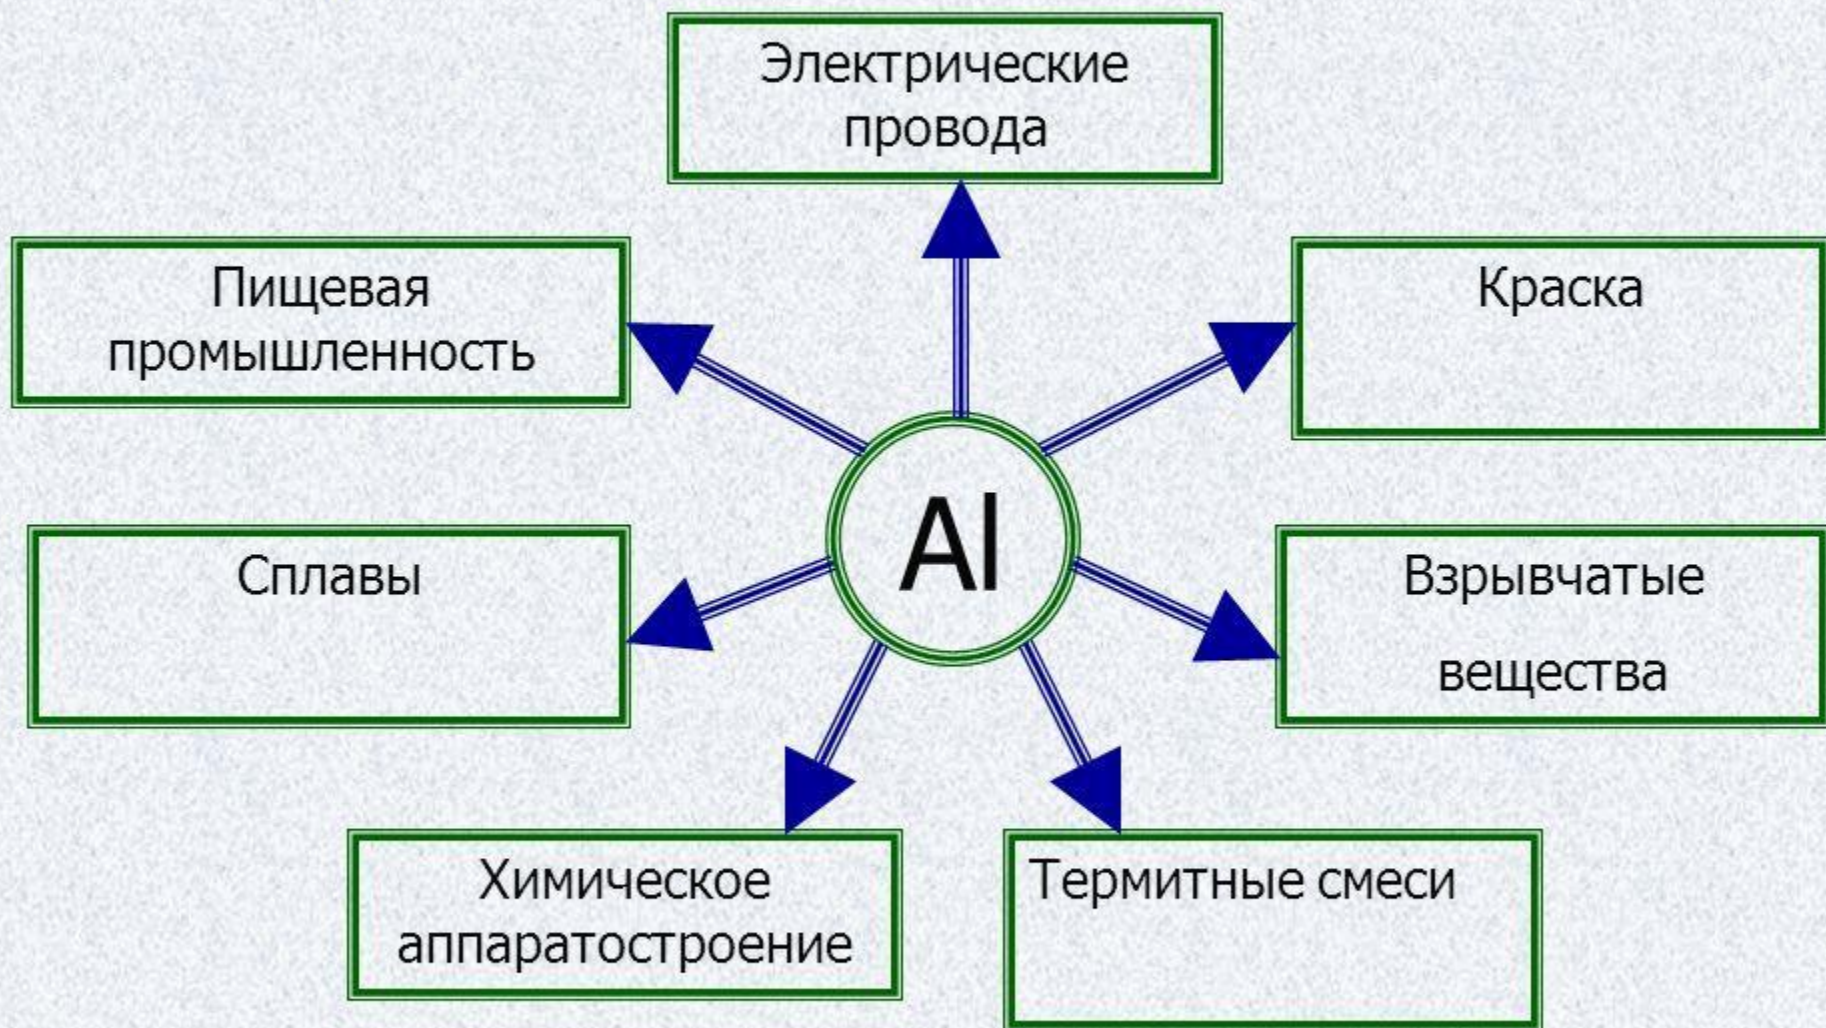 Электрические
провода
Пищевая
промышленность
Краска
Al
Сплавы
Взрывчатые
вещества
Химическое
аппаратостроение
Термитные смеси